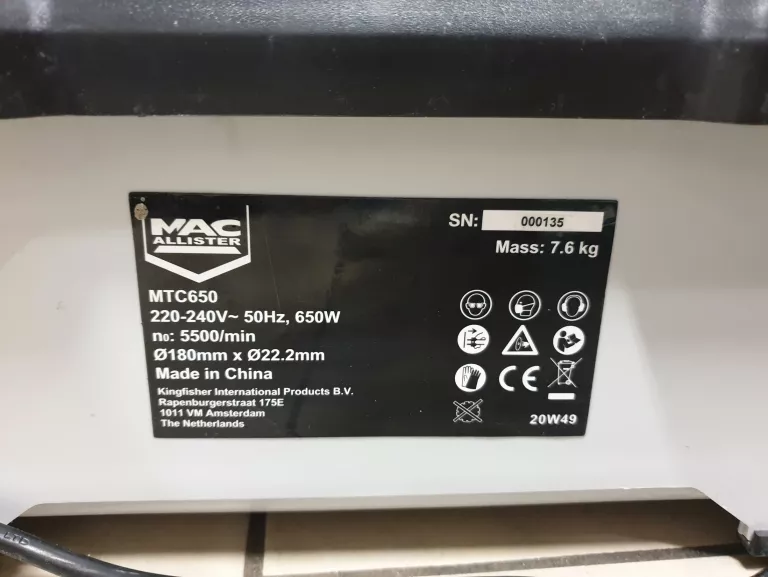 MAC
ALLISTER
SN: 000135
Mass: 7.6 kg
MTC650
220-240V~ 50Hz, 650W
n₀: 5500/min
Ø180mm x Ø22.2mm
Made in China
Kingfisher International Products B.V.
Rapenburgerstraat 175E
1011 VM Amsterdam
The Netherlands
CE
20W49